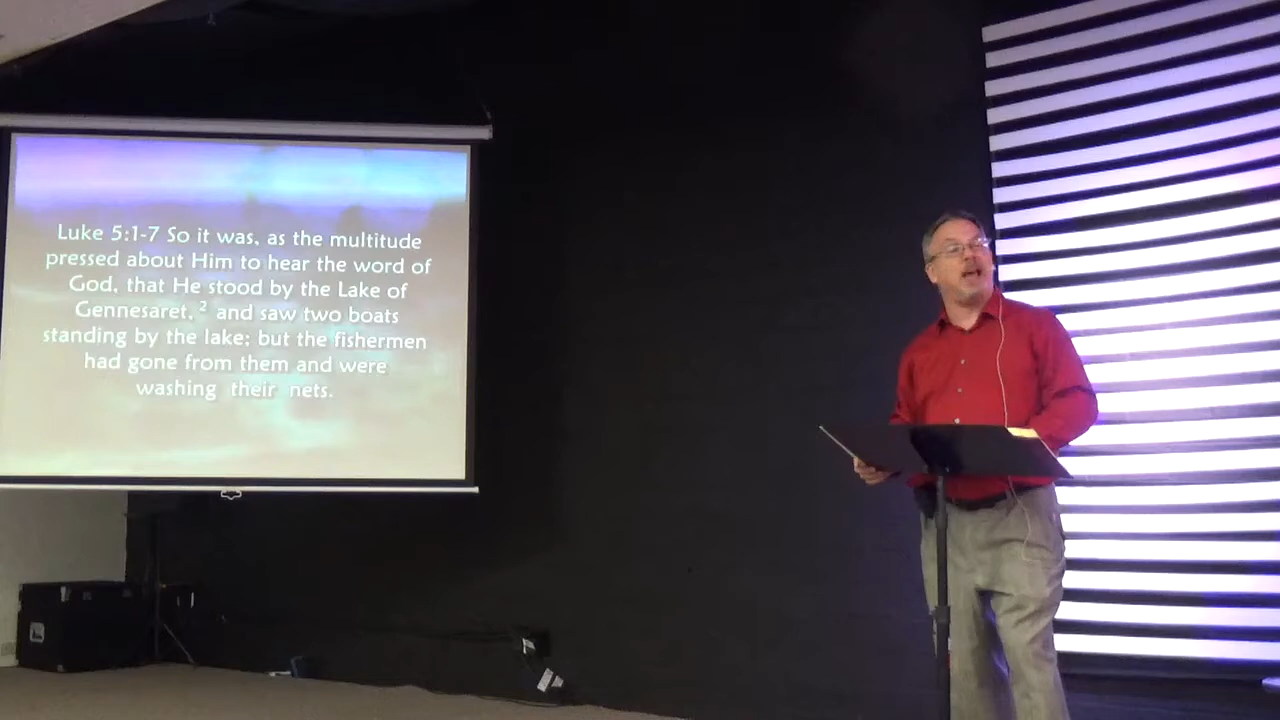 Luke 5:1-7 So it was, as the multitude
pressed about Him to hear the word of
God, that He stood by the Lake of
Gennesaret, ² and saw two boats
standing by the lake; but the fishermen
had gone from them and were
washing their nets.